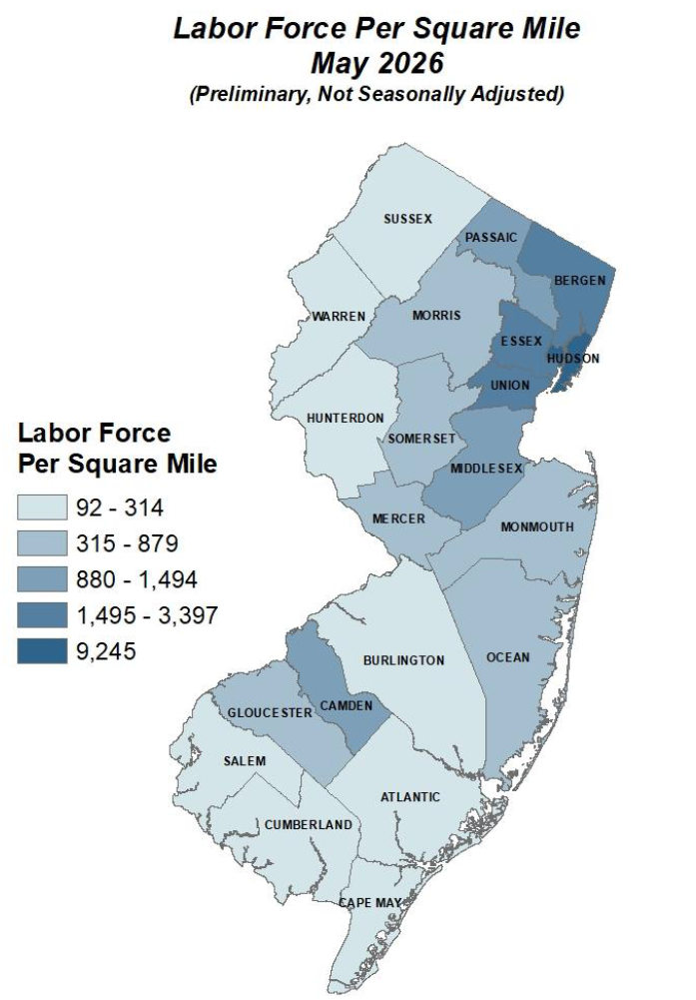 Labor Force Per Square Mile
May 2026
(Preliminary, Not Seasonally Adjusted)
SUSSEX
PASSAIC
BERGEN
WARREN
MORRIS
ESSEX
HUDSON
UNION
HUNTERDON
SOMERSET
MIDDLESEX
MERCER
MONMOUTH
Labor Force
Per Square Mile
92 - 314
315 - 879
880 - 1,494
1,495 - 3,397
9,245
BURLINGTON
OCEAN
CAMDEN
GLOUCESTER
SALEM
ATLANTIC
CUMBERLAND
CAPE MAY